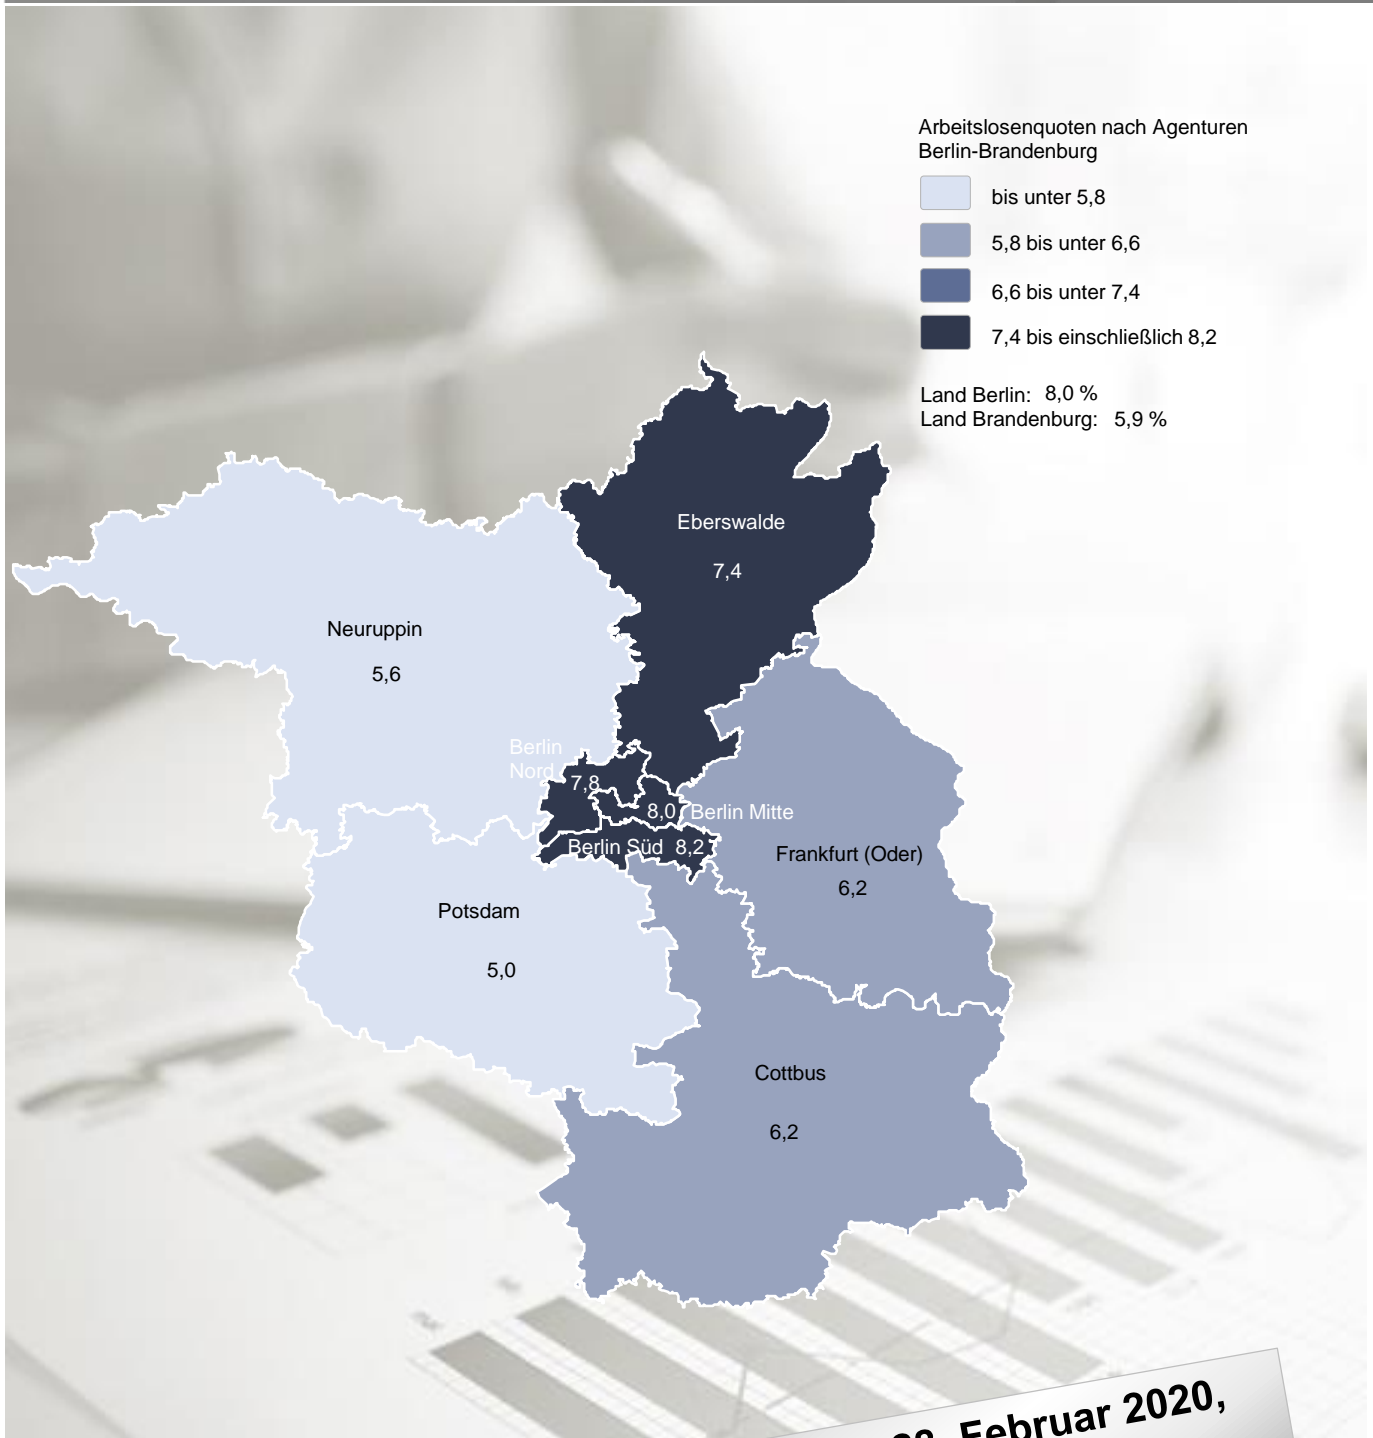 Arbeitslosenquoten nach Agenturen
Berlin-Brandenburg
bis unter 5,8
5,8 bis unter 6,6
6,6 bis unter 7,4
7,4 bis einschließlich 8,2
Land Berlin: 8,0 %
Land Brandenburg: 5,9 %
Eberswalde
7,4
Neuruppin
5,6
Berlin
Nord
7,8
8,0 Berlin Mitte
Berlin Süd 8,2
Frankfurt (Oder)
6,2
Potsdam
5,0
Cottbus
6,2
Februar 2020,